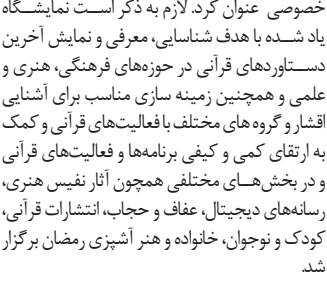 خصوصی عنوان کرد. لازم به ذکر است نمایشگاه
یاد شده با هدف شناسایی، معرفی و نمایش آخرین
دستاوردهای قرآنی در حوزه‌های فرهنگی، هنری و
علمی و همچنین زمینه سازی مناسب برای آشنایی
اقشار و گروه های مختلف با فعالیت‌های قرآنی و کمک
به ارتقای کمی و کیفی برنامه‌ها و فعالیت‌های قرآنی
و در بخش‌هـای مختلفی همچون آثار نفیس هنری،
رسانه‌های دیجیتال، عفاف و حجاب، انتشارات قرآنی،
کودک و نوجوان، خانواده و هنر آشپزی رمضان برگزار
شد.